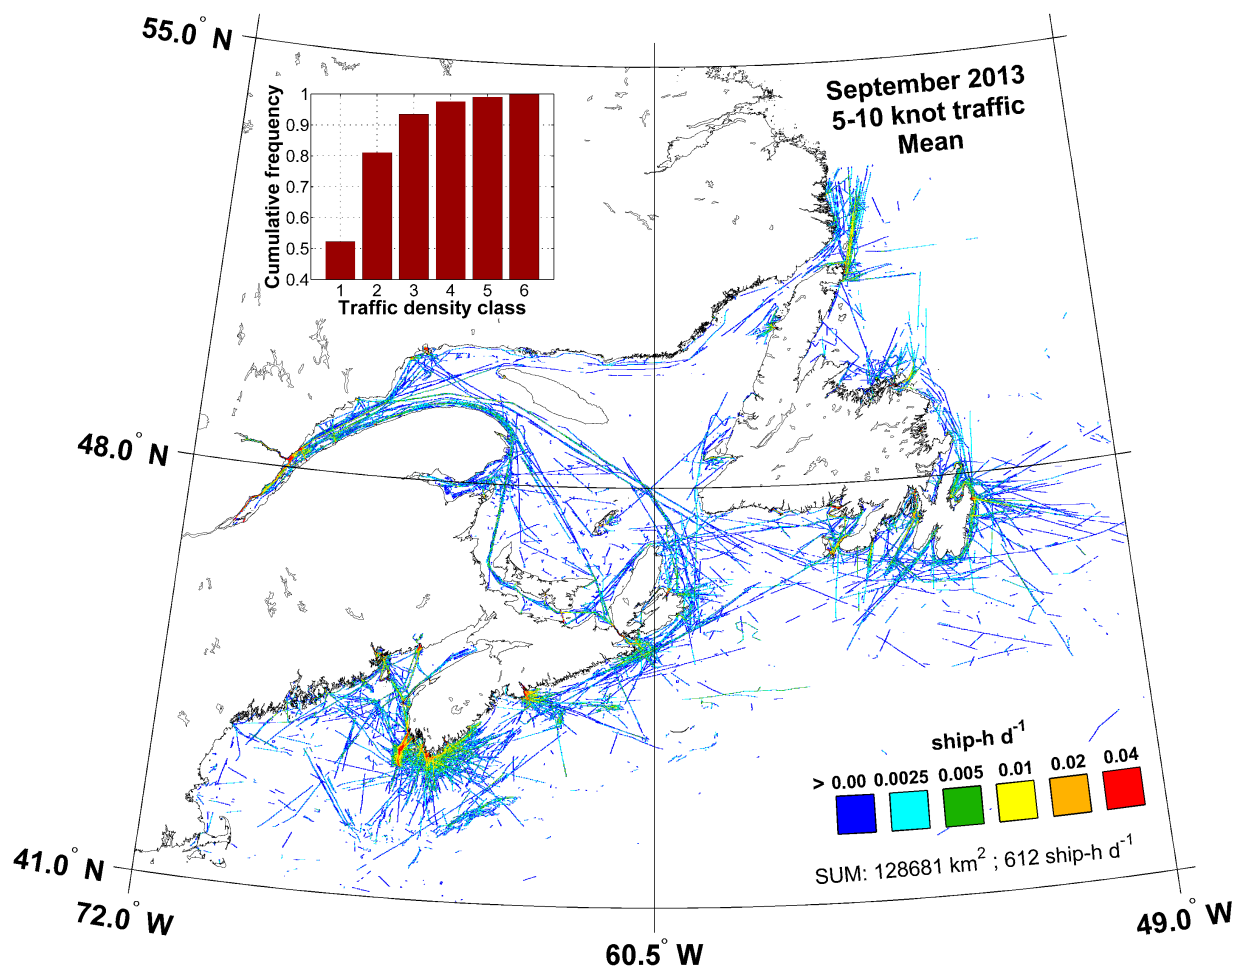 55.0° N
September 2013
5-10 knot traffic
Mean
Cumulative frequency
1
0.9
0.8
0.7
0.6
0.5
0.4
1 2 3 4 5 6
Traffic density class
48.0° N
ship-h d-1
> 0.00 0.0025 0.005 0.01 0.02 0.04
SUM: 128681 km2 ; 612 ship-h d-1
41.0° N
72.0° W
60.5° W
49.0° W